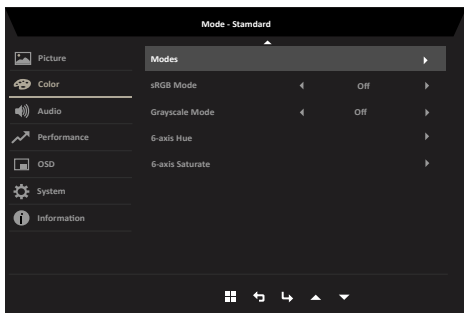 Mode - Stamdard
Picture
Modes
Color
sRGB Mode Off
Audio
Grayscale Mode Off
Performance
6-axis Hue
OSD
6-axis Saturate
System
Information